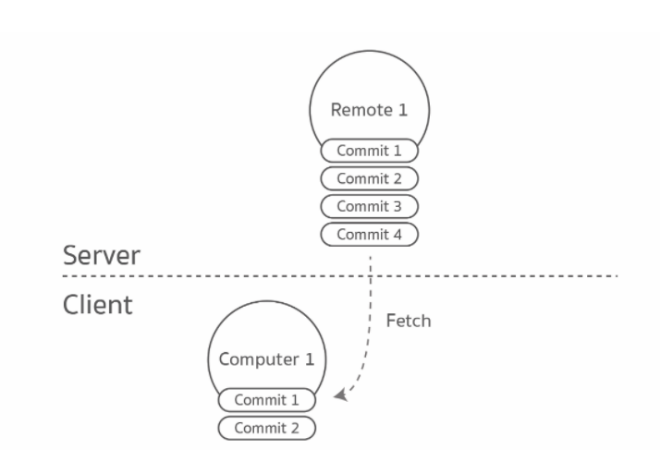 Remote 1
Commit 1
Commit 2
Commit 3
Commit 4
Server
Client
Fetch
Computer 1
Commit 1
Commit 2